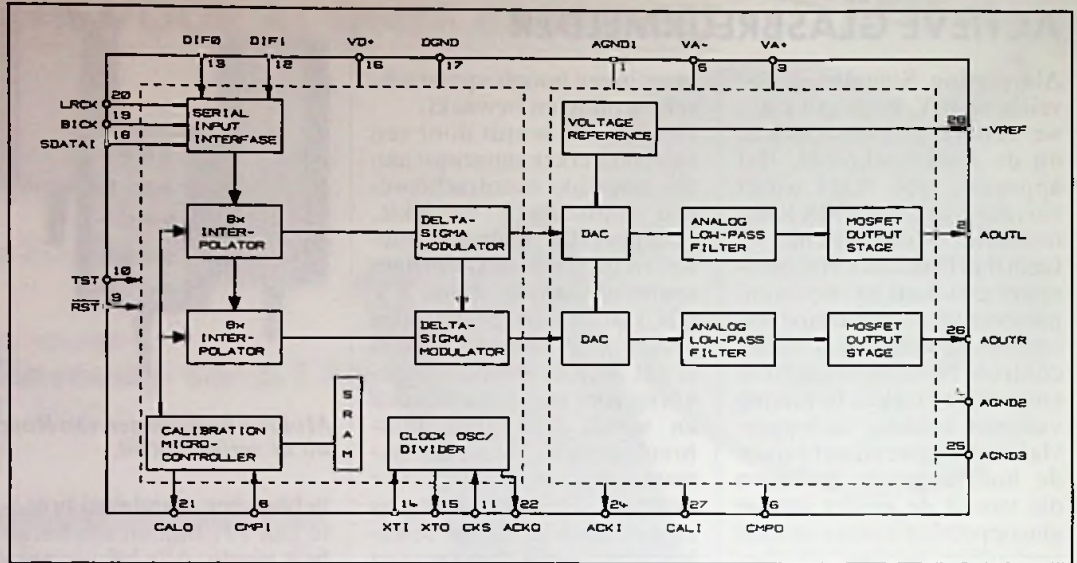 ACTIEVE GLASBREUKMELDER
DIF0 DIF1 VD+ DGND AGND1 VA- VA+
13 12 16 17 1 5 3
LRCK 20
BICK 19
SDATAI 18
SERIAL
INPUT
INTERFASE
VOLTAGE
REFERENCE
28 VREF
8x
INTER-
POLATOR
DELTA-
SIGMA
MODULATOR
DAC
ANALOG
LOW-PASS
FILTER
MOSFET
OUTPUT
STAGE
2 AOUTL
TST 10
RST 9
8x
INTER-
POLATOR
DELTA-
SIGMA
MODULATOR
DAC
ANALOG
LOW-PASS
FILTER
MOSFET
OUTPUT
STAGE
26 AOUTR
AGND2
25 AGND3
CALIBRATION
MICRO-
CONTROLLER
S
R
A
M
CLOCK OSC/
DIVIDER
21 8 14 15 11 22 24 27 6
CALO CMPI XTI XTO CKS ACKO ACKI CALI CMPO